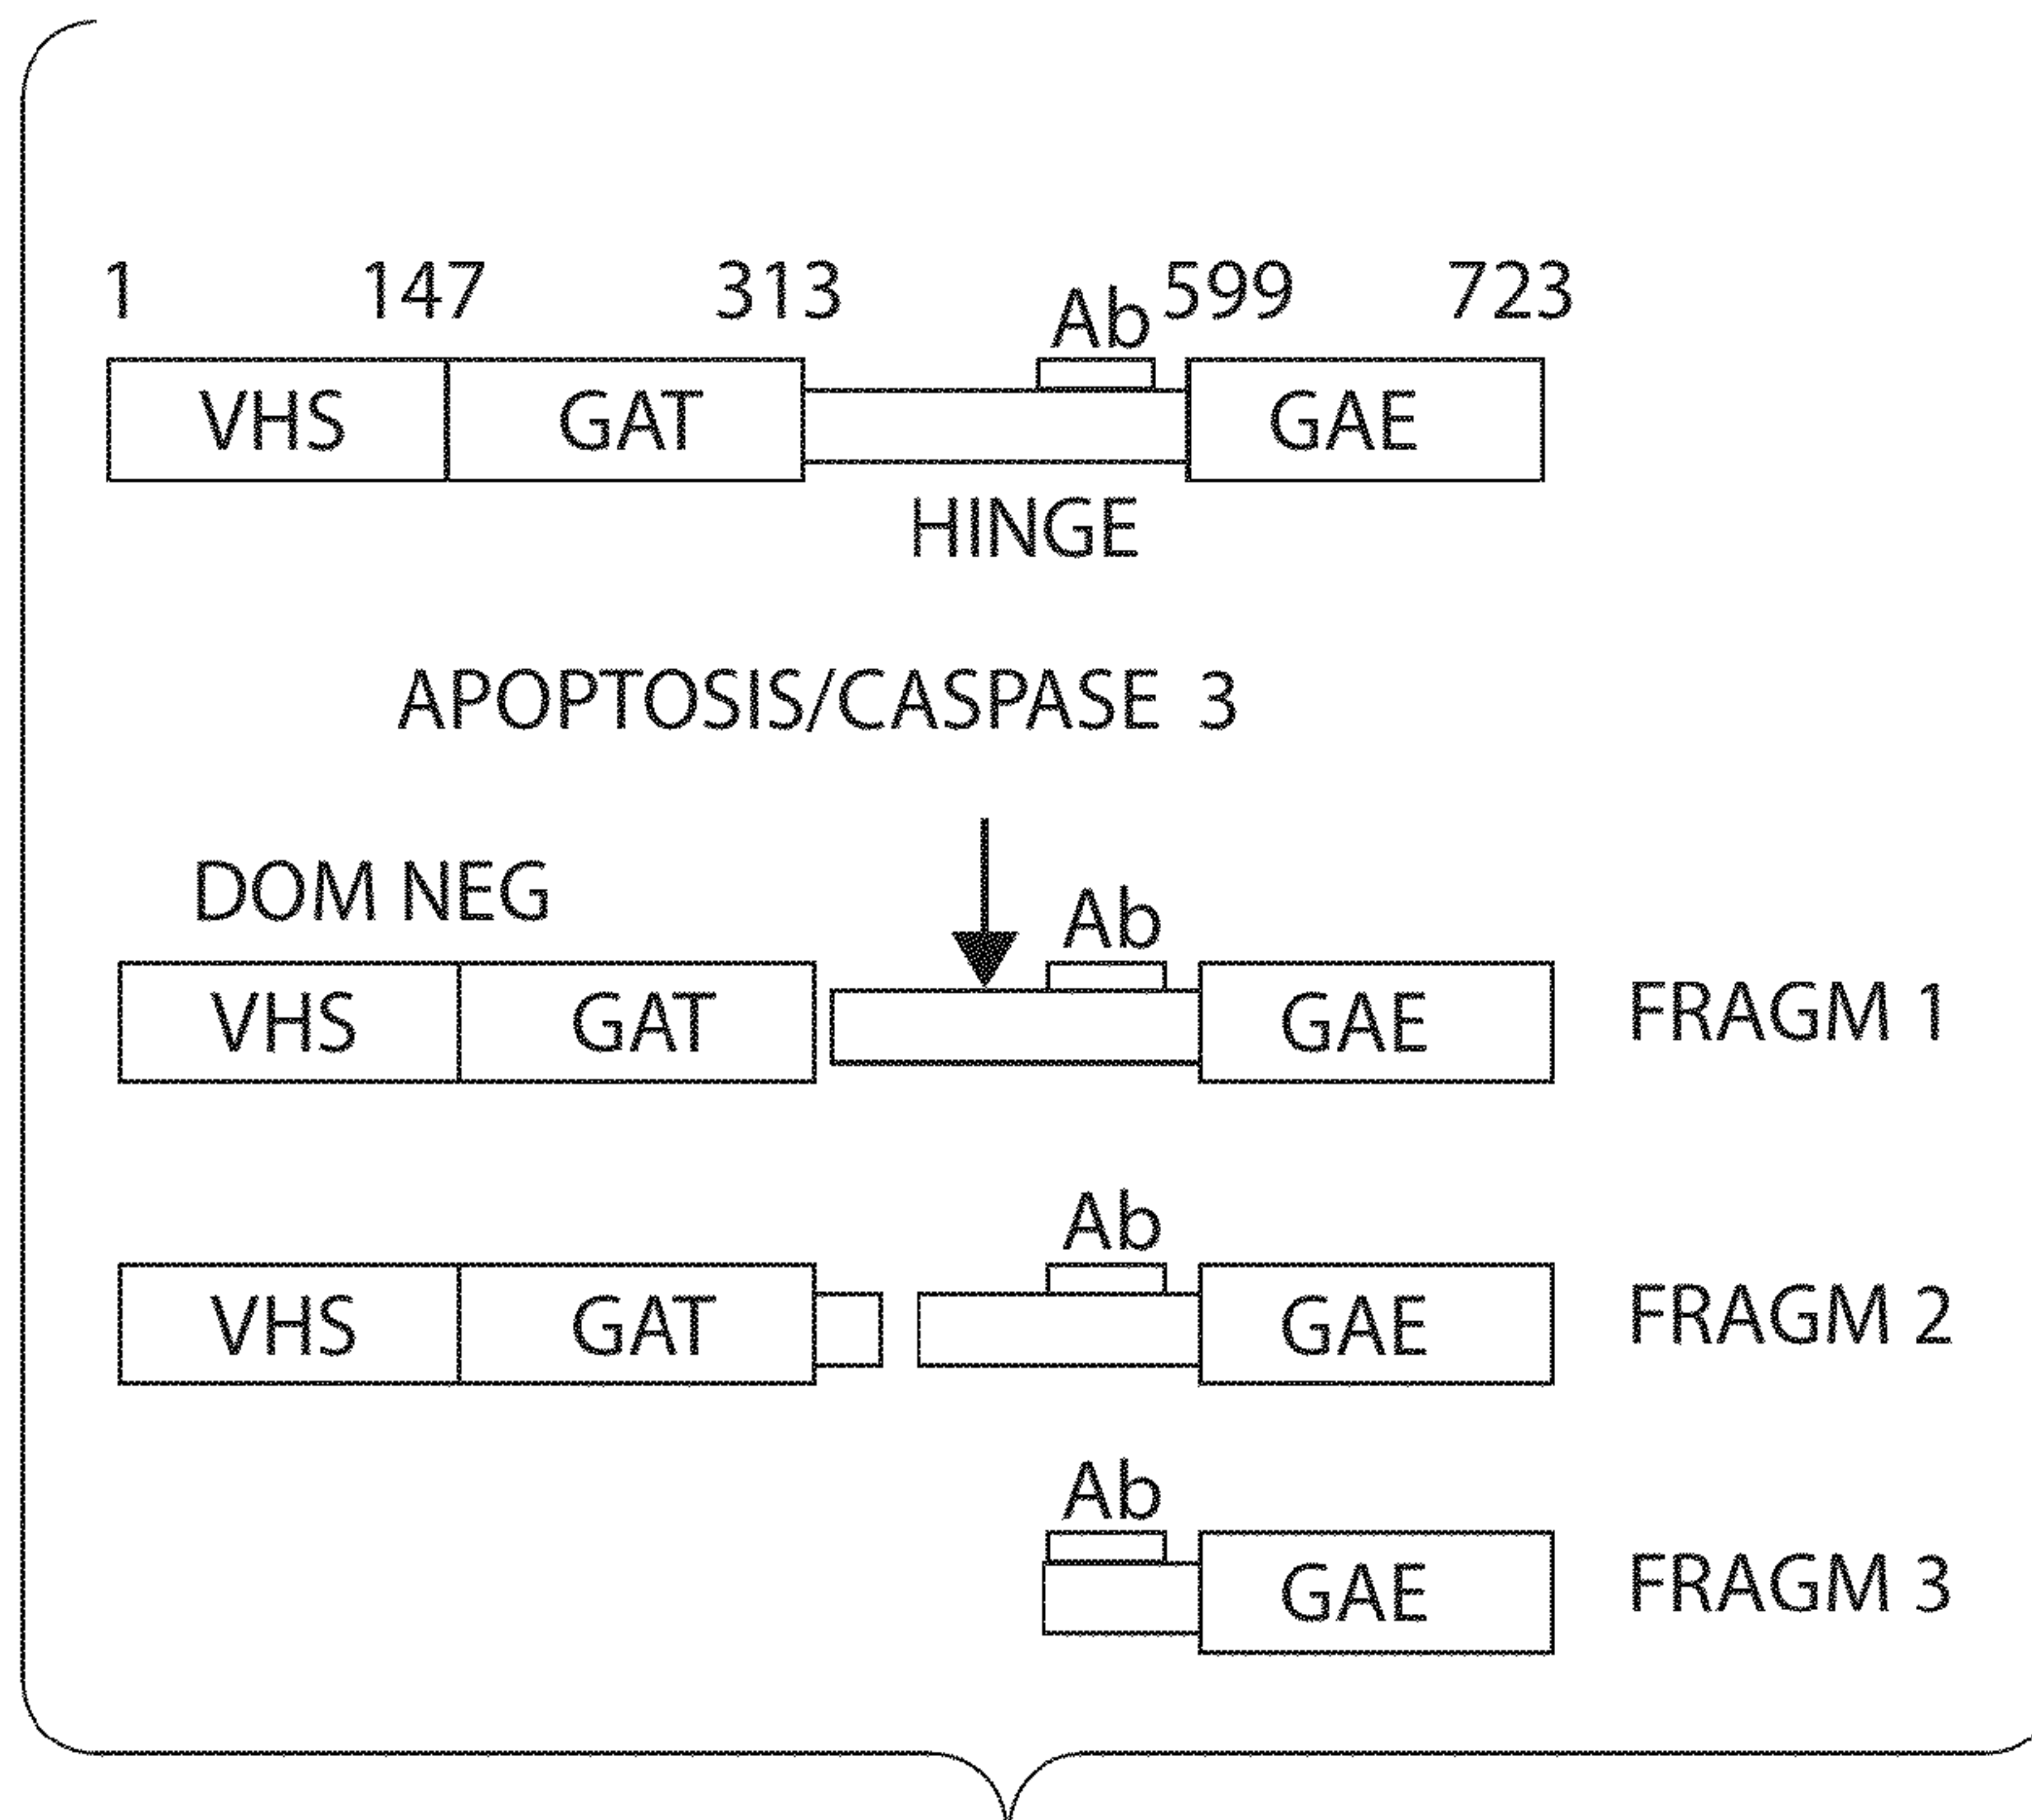 1 147 313 Ab 599 723
VHS GAT GAE
HINGE
APOPTOSIS/CASPASE 3
DOM NEG Ab
VHS GAT GAE FRAGM 1
Ab
VHS GAT GAE FRAGM 2
Ab
GAE FRAGM 3